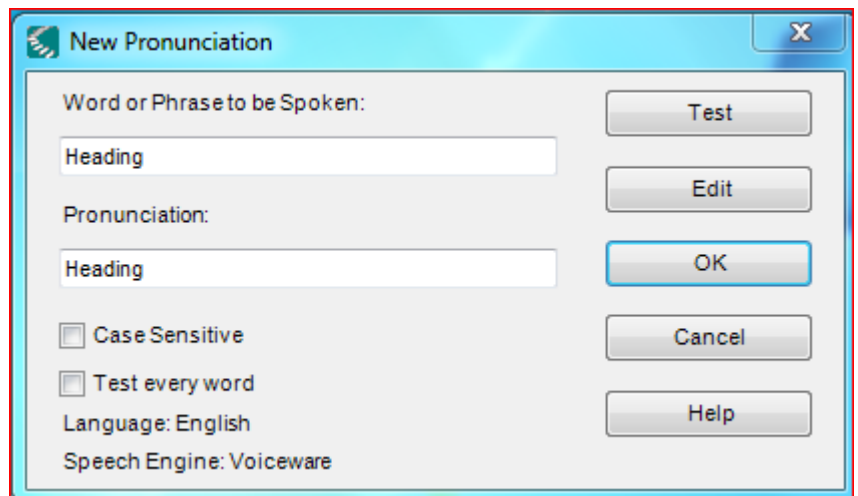 New Pronunciation
X
Word or Phrase to be Spoken:
Test
Heading
Edit
Pronunciation:
Heading
OK
Case Sensitive
Cancel
Test every word
Language: English
Help
Speech Engine: Voiceware